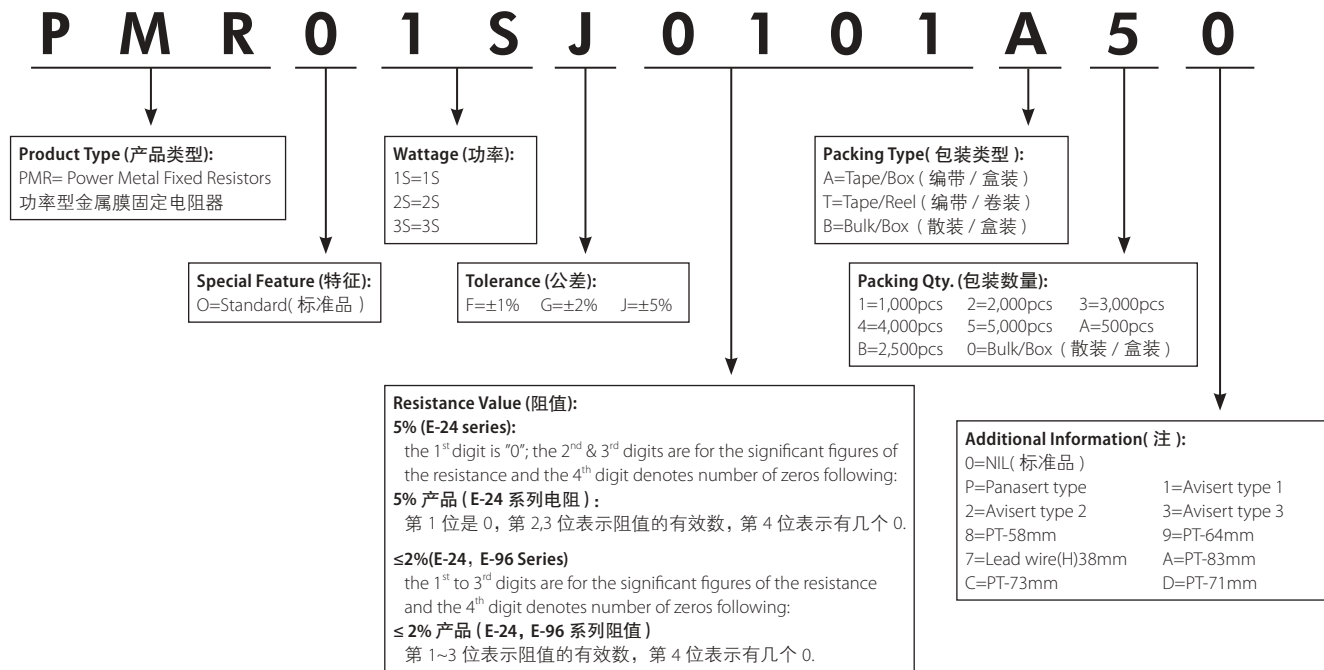 P M R 0 1 S J 0 1 0 1 A 5 0
Product Type (产品类型):
PMR= Power Metal Fixed Resistors
功率型金属膜固定电阻器
Wattage (功率):
1S=1S
2S=2S
3S=3S
Packing Type( 包装类型 ):
A=Tape/Box ( 编带 / 盒装 )
T=Tape/Reel ( 编带 / 卷装 )
B=Bulk/Box ( 散装 / 盒装 )
Special Feature (特征):
O=Standard( 标准品 )
Tolerance (公差):
F=±1% G=±2% J=±5%
Packing Qty. (包装数量):
1=1,000pcs 2=2,000pcs 3=3,000pcs
4=4,000pcs 5=5,000pcs A=500pcs
B=2,500pcs 0=Bulk/Box ( 散装 / 盒装 )
Resistance Value (阻值):
5% (E-24 series):
the 1st digit is "0"; the 2nd & 3rd digits are for the significant figures of
the resistance and the 4th digit denotes number of zeros following:
5% 产品 ( E-24 系列电阻 ) :
第 1 位是 0, 第 2,3 位表示阻值的有效数, 第 4 位表示有几个 0.
≤2%(E-24, E-96 Series)
the 1st to 3rd digits are for the significant figures of the resistance
and the 4th digit denotes number of zeros following:
≤ 2% 产品 ( E-24, E-96 系列阻值 )
第 1~3 位表示阻值的有效数, 第 4 位表示有几个 0.
Additional Information( 注 ):
0=NIL( 标准品 )
P=Panasert type 1=Avisert type 1
2=Avisert type 2 3=Avisert type 3
8=PT-58mm 9=PT-64mm
7=Lead wire(H)38mm A=PT-83mm
C=PT-73mm D=PT-71mm